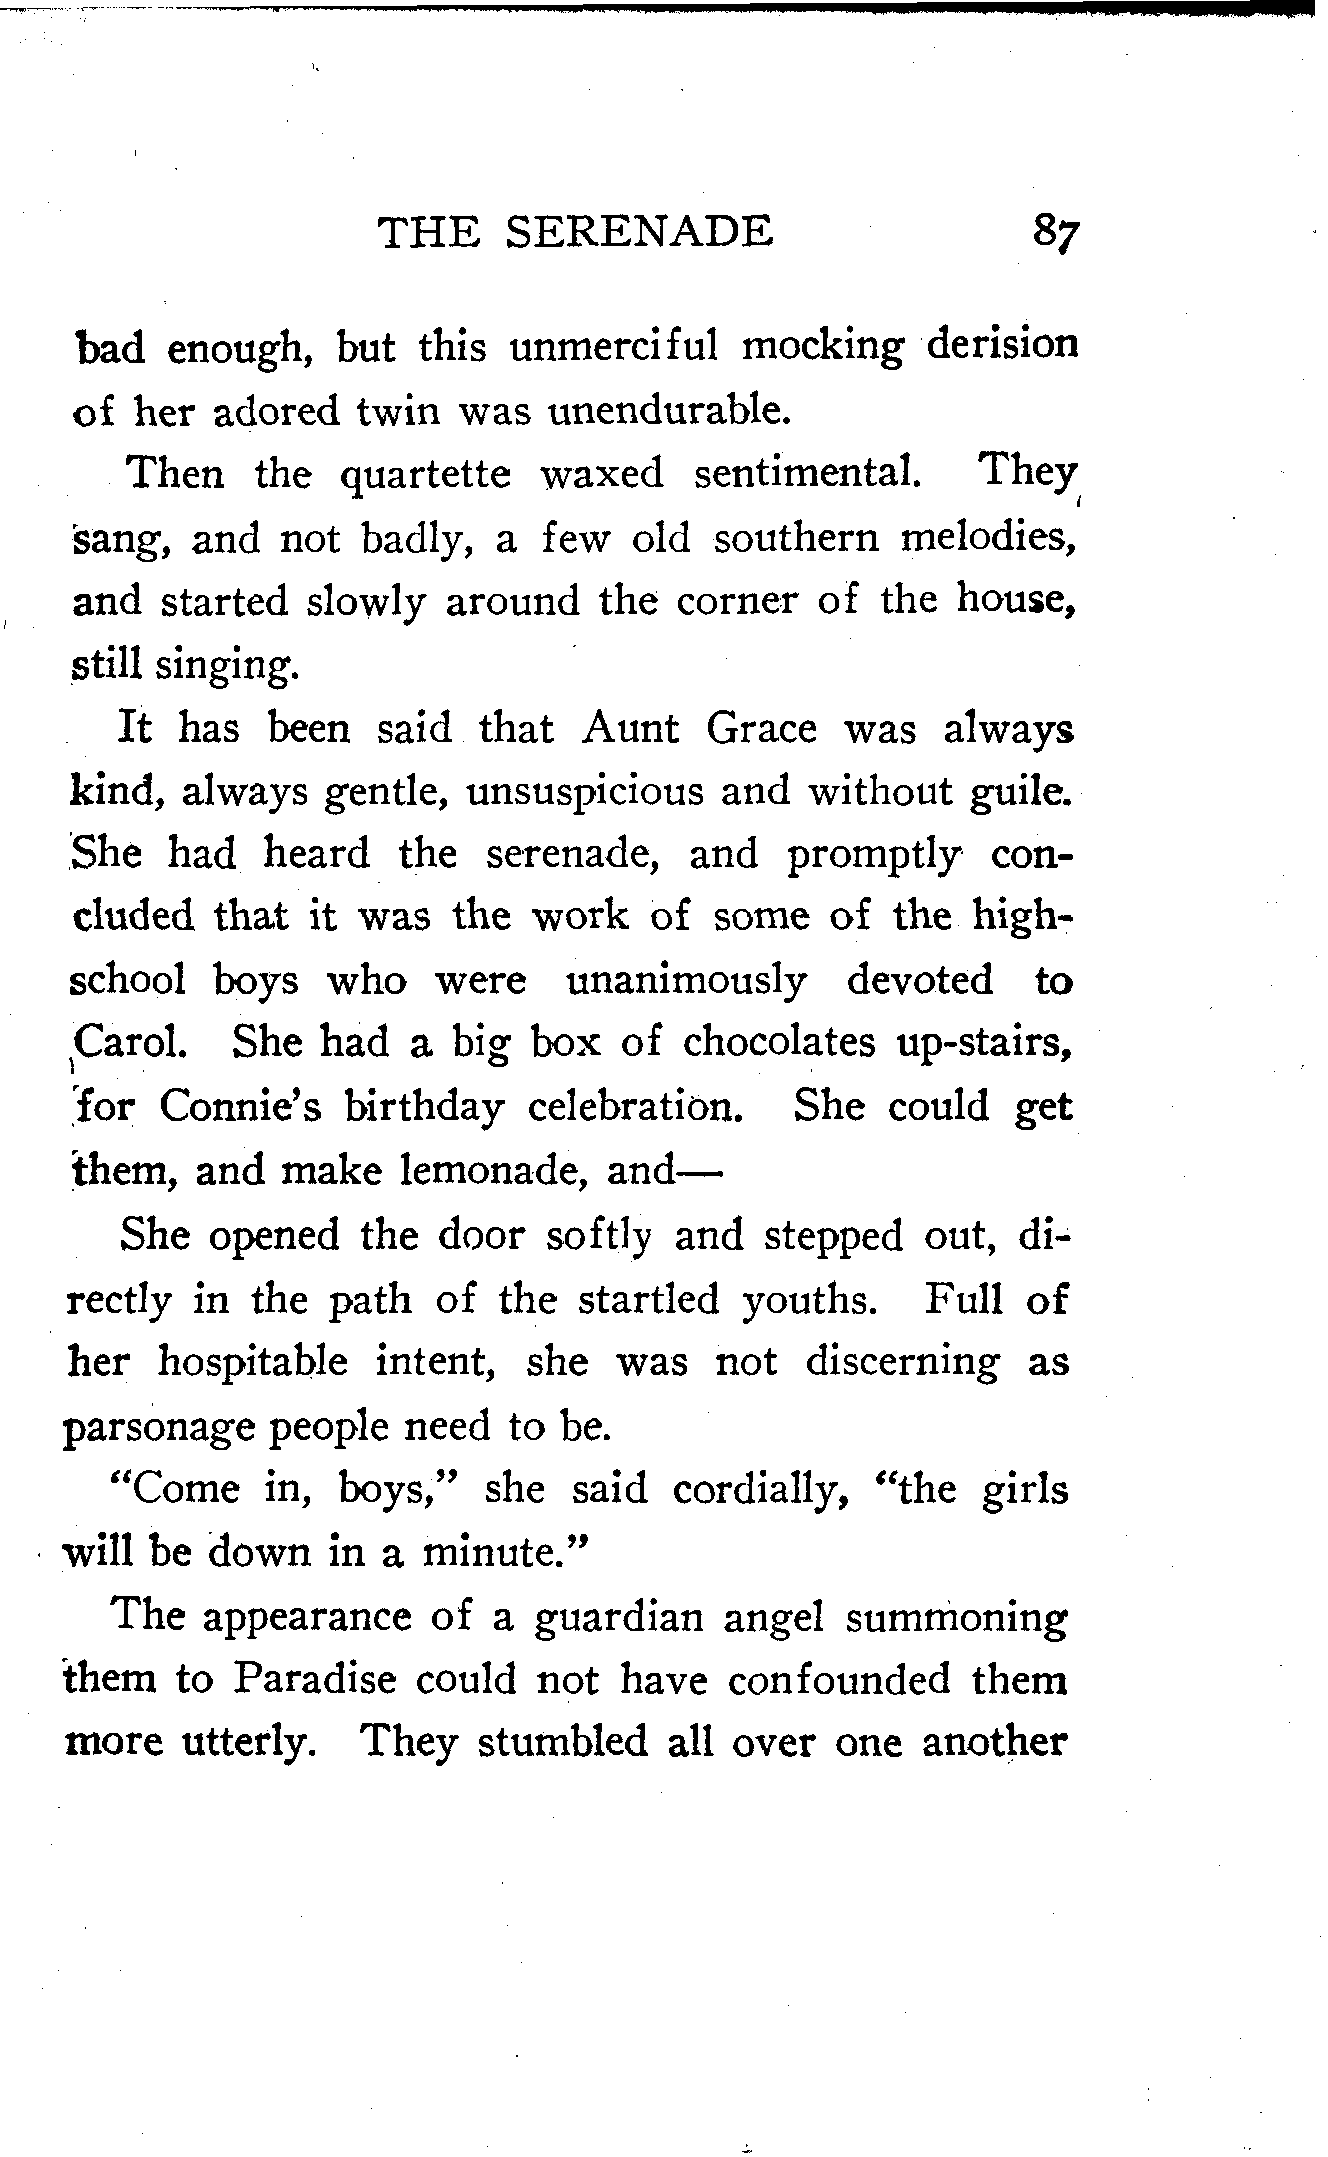 THE SERENADE 87
bad enough, but this unmerciful mocking derision
of her adored twin was unendurable.
Then the quartette waxed sentimental. They
sang, and not badly, a few old southern melodies,
and started slowly around the corner of the house,
still singing.
It has been said that Aunt Grace was always
kind, always gentle, unsuspicious and without guile.
She had heard the serenade, and promptly con-
cluded that it was the work of some of the high-
school boys who were unanimously devoted to
Carol. She had a big box of chocolates up-stairs,
for Connie's birthday celebration. She could get
them, and make lemonade, and—
She opened the door softly and stepped out, di-
rectly in the path of the startled youths. Full of
her hospitable intent, she was not discerning as
parsonage people need to be.
"Come in, boys," she said cordially, "the girls
will be down in a minute."
The appearance of a guardian angel summoning
them to Paradise could not have confounded them
more utterly. They stumbled all over one another